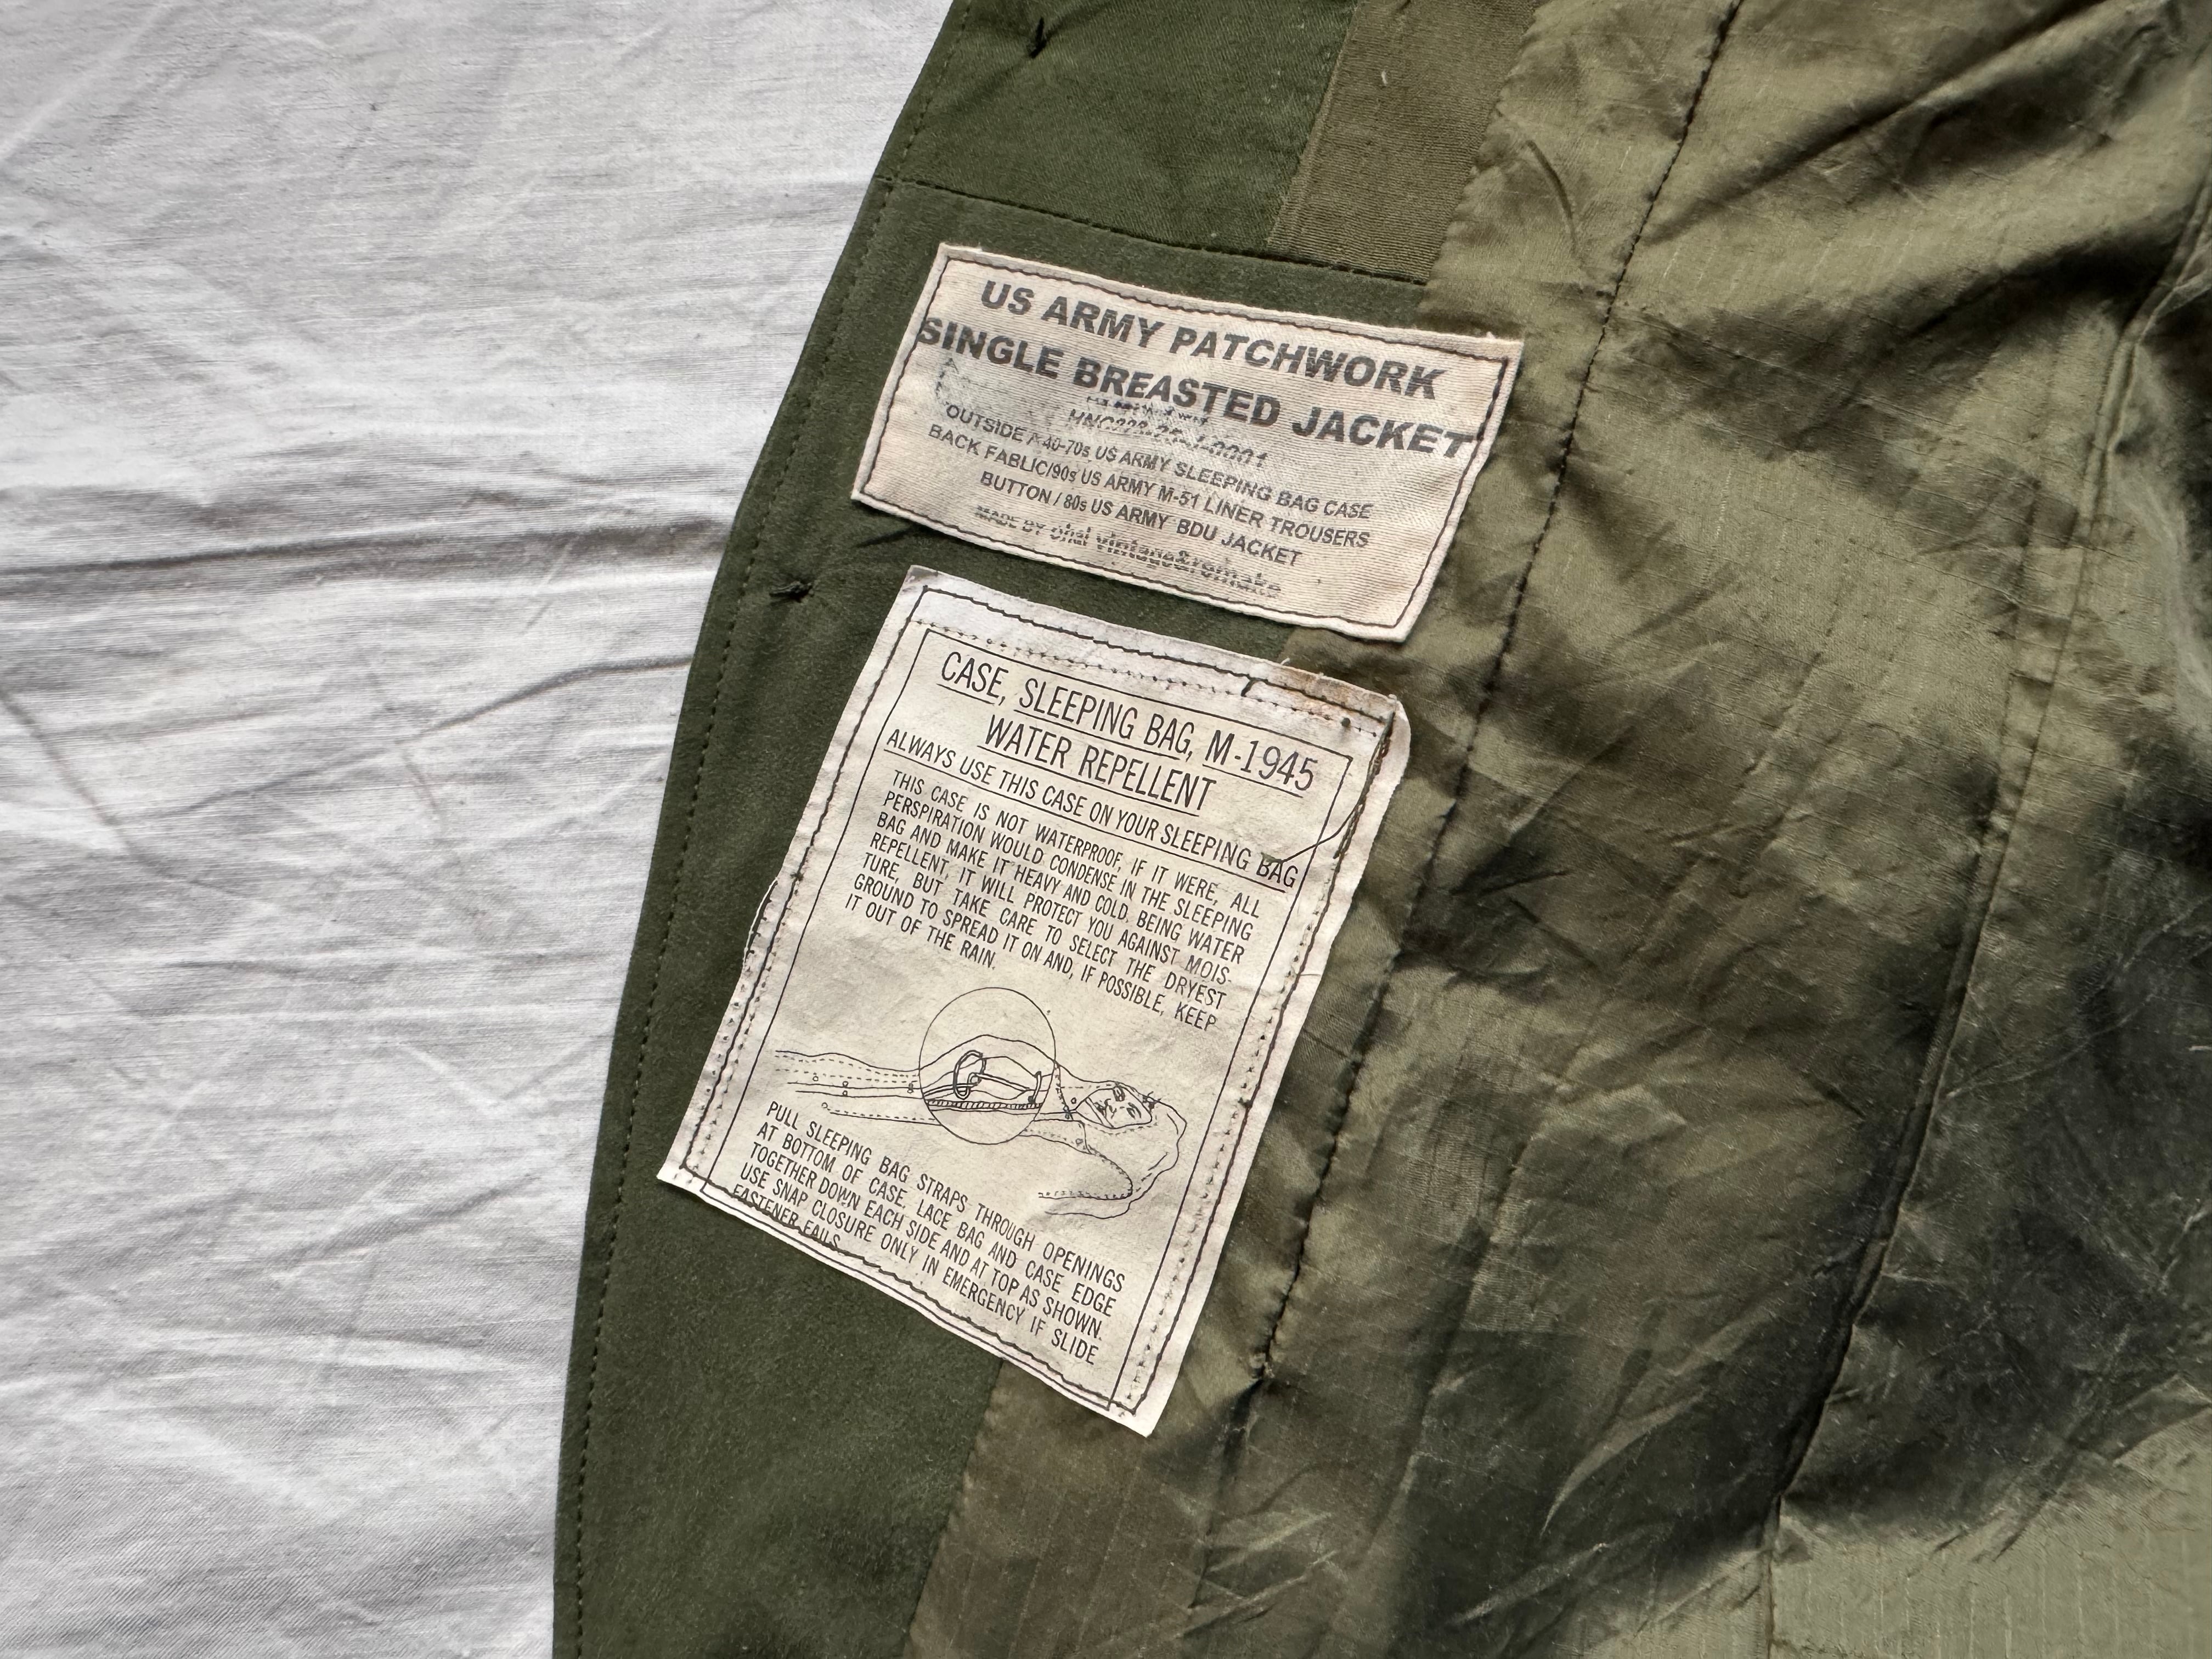 US ARMY PATCHWORK
SINGLE BREASTED JACKET
OUTSIDE / 40-70s US ARMY SLEEPING BAG CASE
BACK FABLIC/90s US ARMY M-51 LINER TROUSERS
BUTTON / 80s US ARMY BDU JACKET
MADE BY ohal vintage&remake
CASE, SLEEPING BAG, M-1945
WATER REPELLENT
ALWAYS USE THIS CASE ON YOUR SLEEPING BAG
THIS CASE IS NOT WATERPROOF, IF IT WERE, ALL
PERSPIRATION WOULD CONDENSE IN THE SLEEPING
BAG AND MAKE IT HEAVY AND COLD. BEING WATER
REPELLENT, IT WILL PROTECT YOU AGAINST MOIS-
TURE, BUT TAKE CARE TO SELECT THE DRYEST
GROUND TO SPREAD IT ON AND, IF POSSIBLE, KEEP
IT OUT OF THE RAIN.
PULL SLEEPING BAG STRAPS THROUGH OPENINGS
AT BOTTOM OF CASE. LACE BAG AND CASE EDGE
TOGETHER DOWN EACH SIDE AND AT TOP AS SHOWN.
USE SNAP CLOSURE ONLY IN EMERGENCY IF SLIDE
FASTENER FAILS.